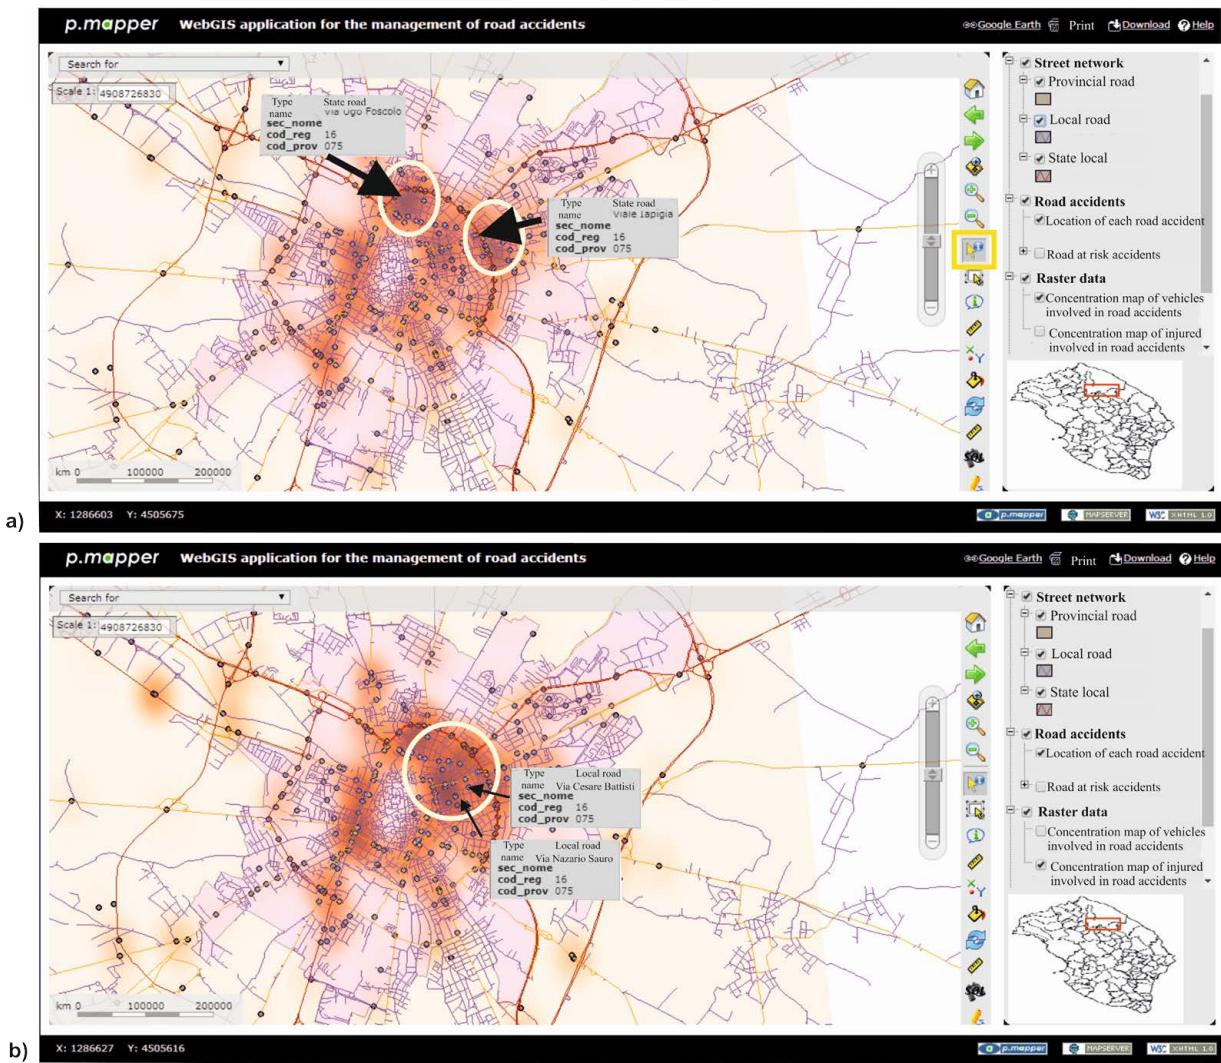 p.mapper WebGIS application for the management of road accidents Google Earth Print Download Help
Search for
Scale 1: 4908726830
Type State road
name Via Ugo Foscolo
sec_nome
cod_reg 16
cod_prov 075
Type State road
name Viale Iapigia
sec_nome
cod_reg 16
cod_prov 075
Street network
Provincial road
Local road
State local
Road accidents
Location of each road accident
Road at risk accidents
Raster data
Concentration map of vehicles
involved in road accidents
Concentration map of injured
involved in road accidents
km 0 100000 200000
X: 1286603 Y: 4505675
p.mapper MAPSERVER W3C XHTML 1.0
a)
p.mapper WebGIS application for the management of road accidents Google Earth Print Download Help
Search for
Scale 1: 4908726830
Type Local road
name Via Cesare Battisti
sec_nome
cod_reg 16
cod_prov 075
Type Local road
name Via Nazario Sauro
sec_nome
cod_reg 16
cod_prov 075
Street network
Provincial road
Local road
State local
Road accidents
Location of each road accident
Road at risk accidents
Raster data
Concentration map of vehicles
involved in road accidents
Concentration map of injured
involved in road accidents
km 0 100000 200000
X: 1286627 Y: 4505616
p.mapper MAPSERVER W3C XHTML 1.0
b)